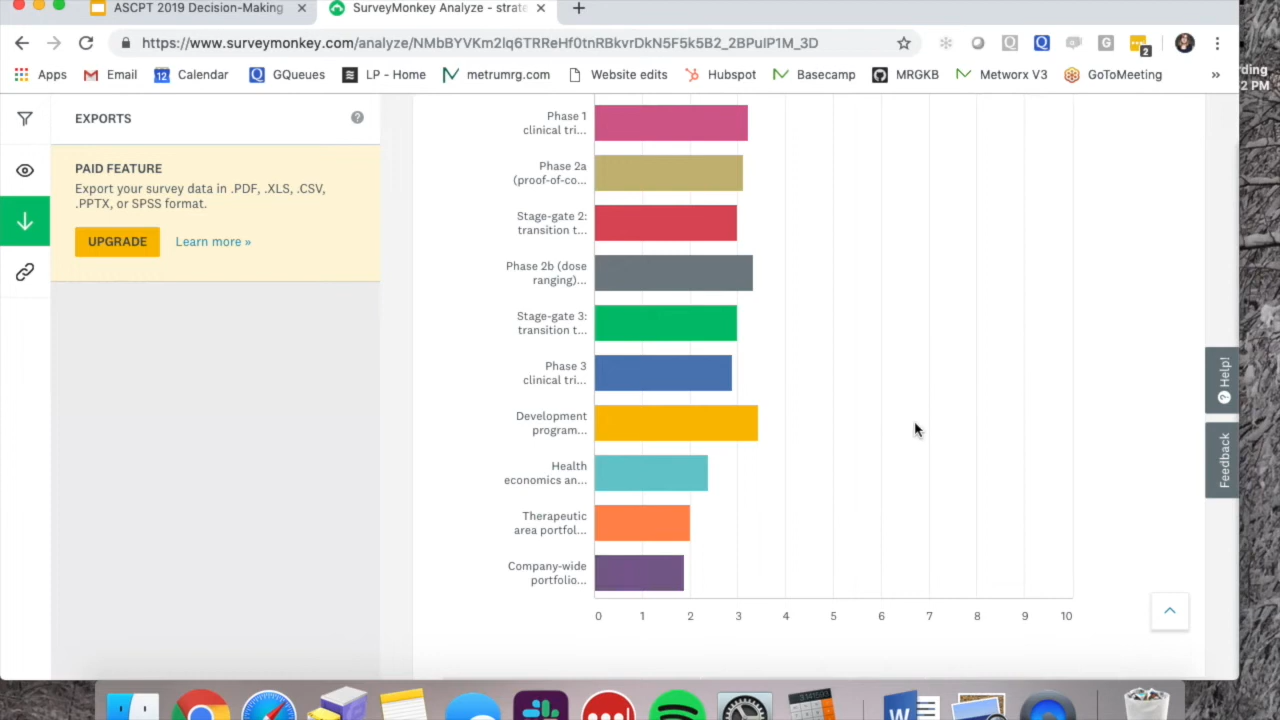 ASCPT 2019 Decision-Making
SurveyMonkey Analyze - strate
https://www.surveymonkey.com/analyze/NMbBYVKm2lq6TRReHf0tnRBkvrDkN5F5k5B2_2BPulP1M_3D
2
Apps
Email
12
Calendar
GQueues
LP - Home
metrumrg.com
Website edits
Hubspot
Basecamp
MRGKB
Metworx V3
GoToMeeting
»
ding
2 PM
EXPORTS
?
PAID FEATURE
Export your survey data in .PDF, .XLS, .CSV,
.PPTX, or SPSS format.
UPGRADE
Learn more »
Phase 1
clinical tri...
Phase 2a
(proof-of-co...
Stage-gate 2:
transition t...
Phase 2b (dose
ranging)...
Stage-gate 3:
transition t...
Phase 3
clinical tri...
Development
program...
Health
economics an...
Therapeutic
area portfol...
Company-wide
portfolio...
0 1 2 3 4 5 6 7 8 9 10
? Help!
Feedback